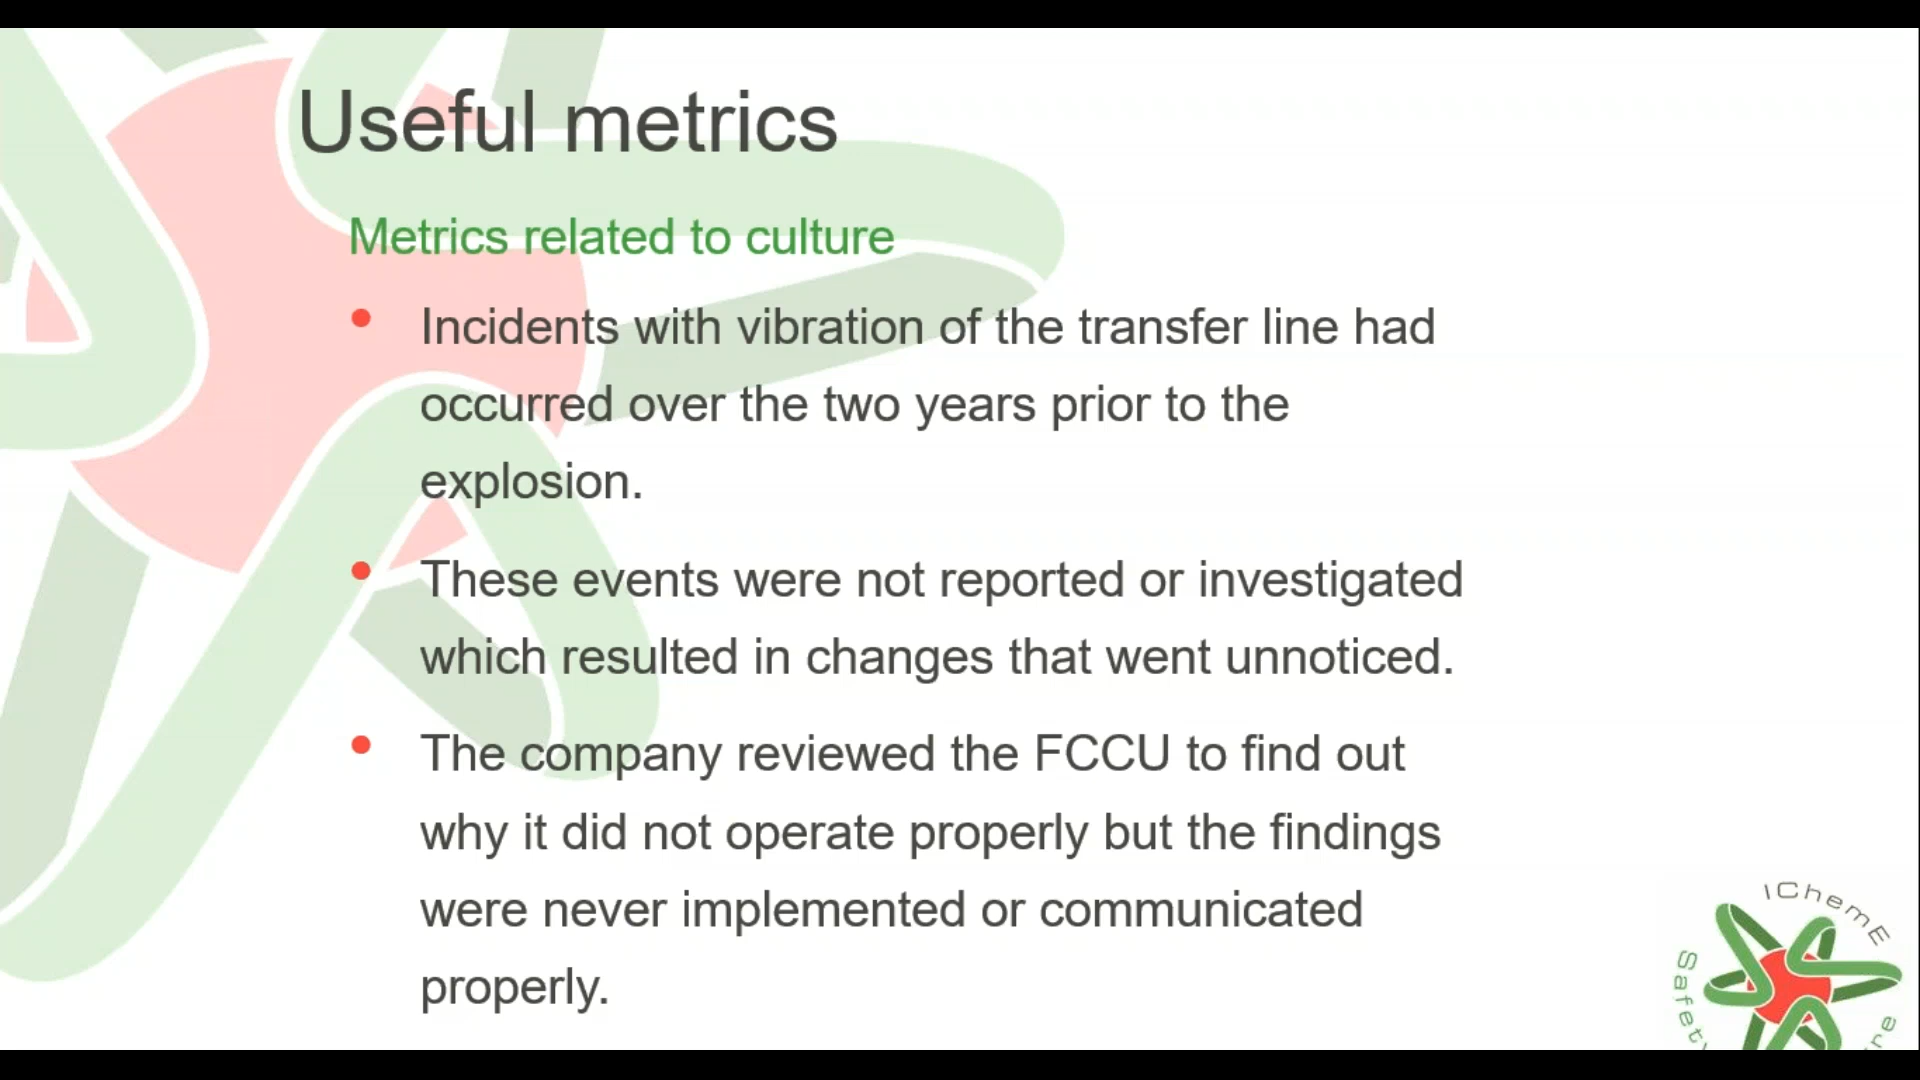 Useful metrics
Metrics related to culture
• Incidents with vibration of the transfer line had
occurred over the two years prior to the
explosion.
• These events were not reported or investigated
which resulted in changes that went unnoticed.
• The company reviewed the FCCU to find out
why it did not operate properly but the findings
were never implemented or communicated
properly.
IChemE
Safety